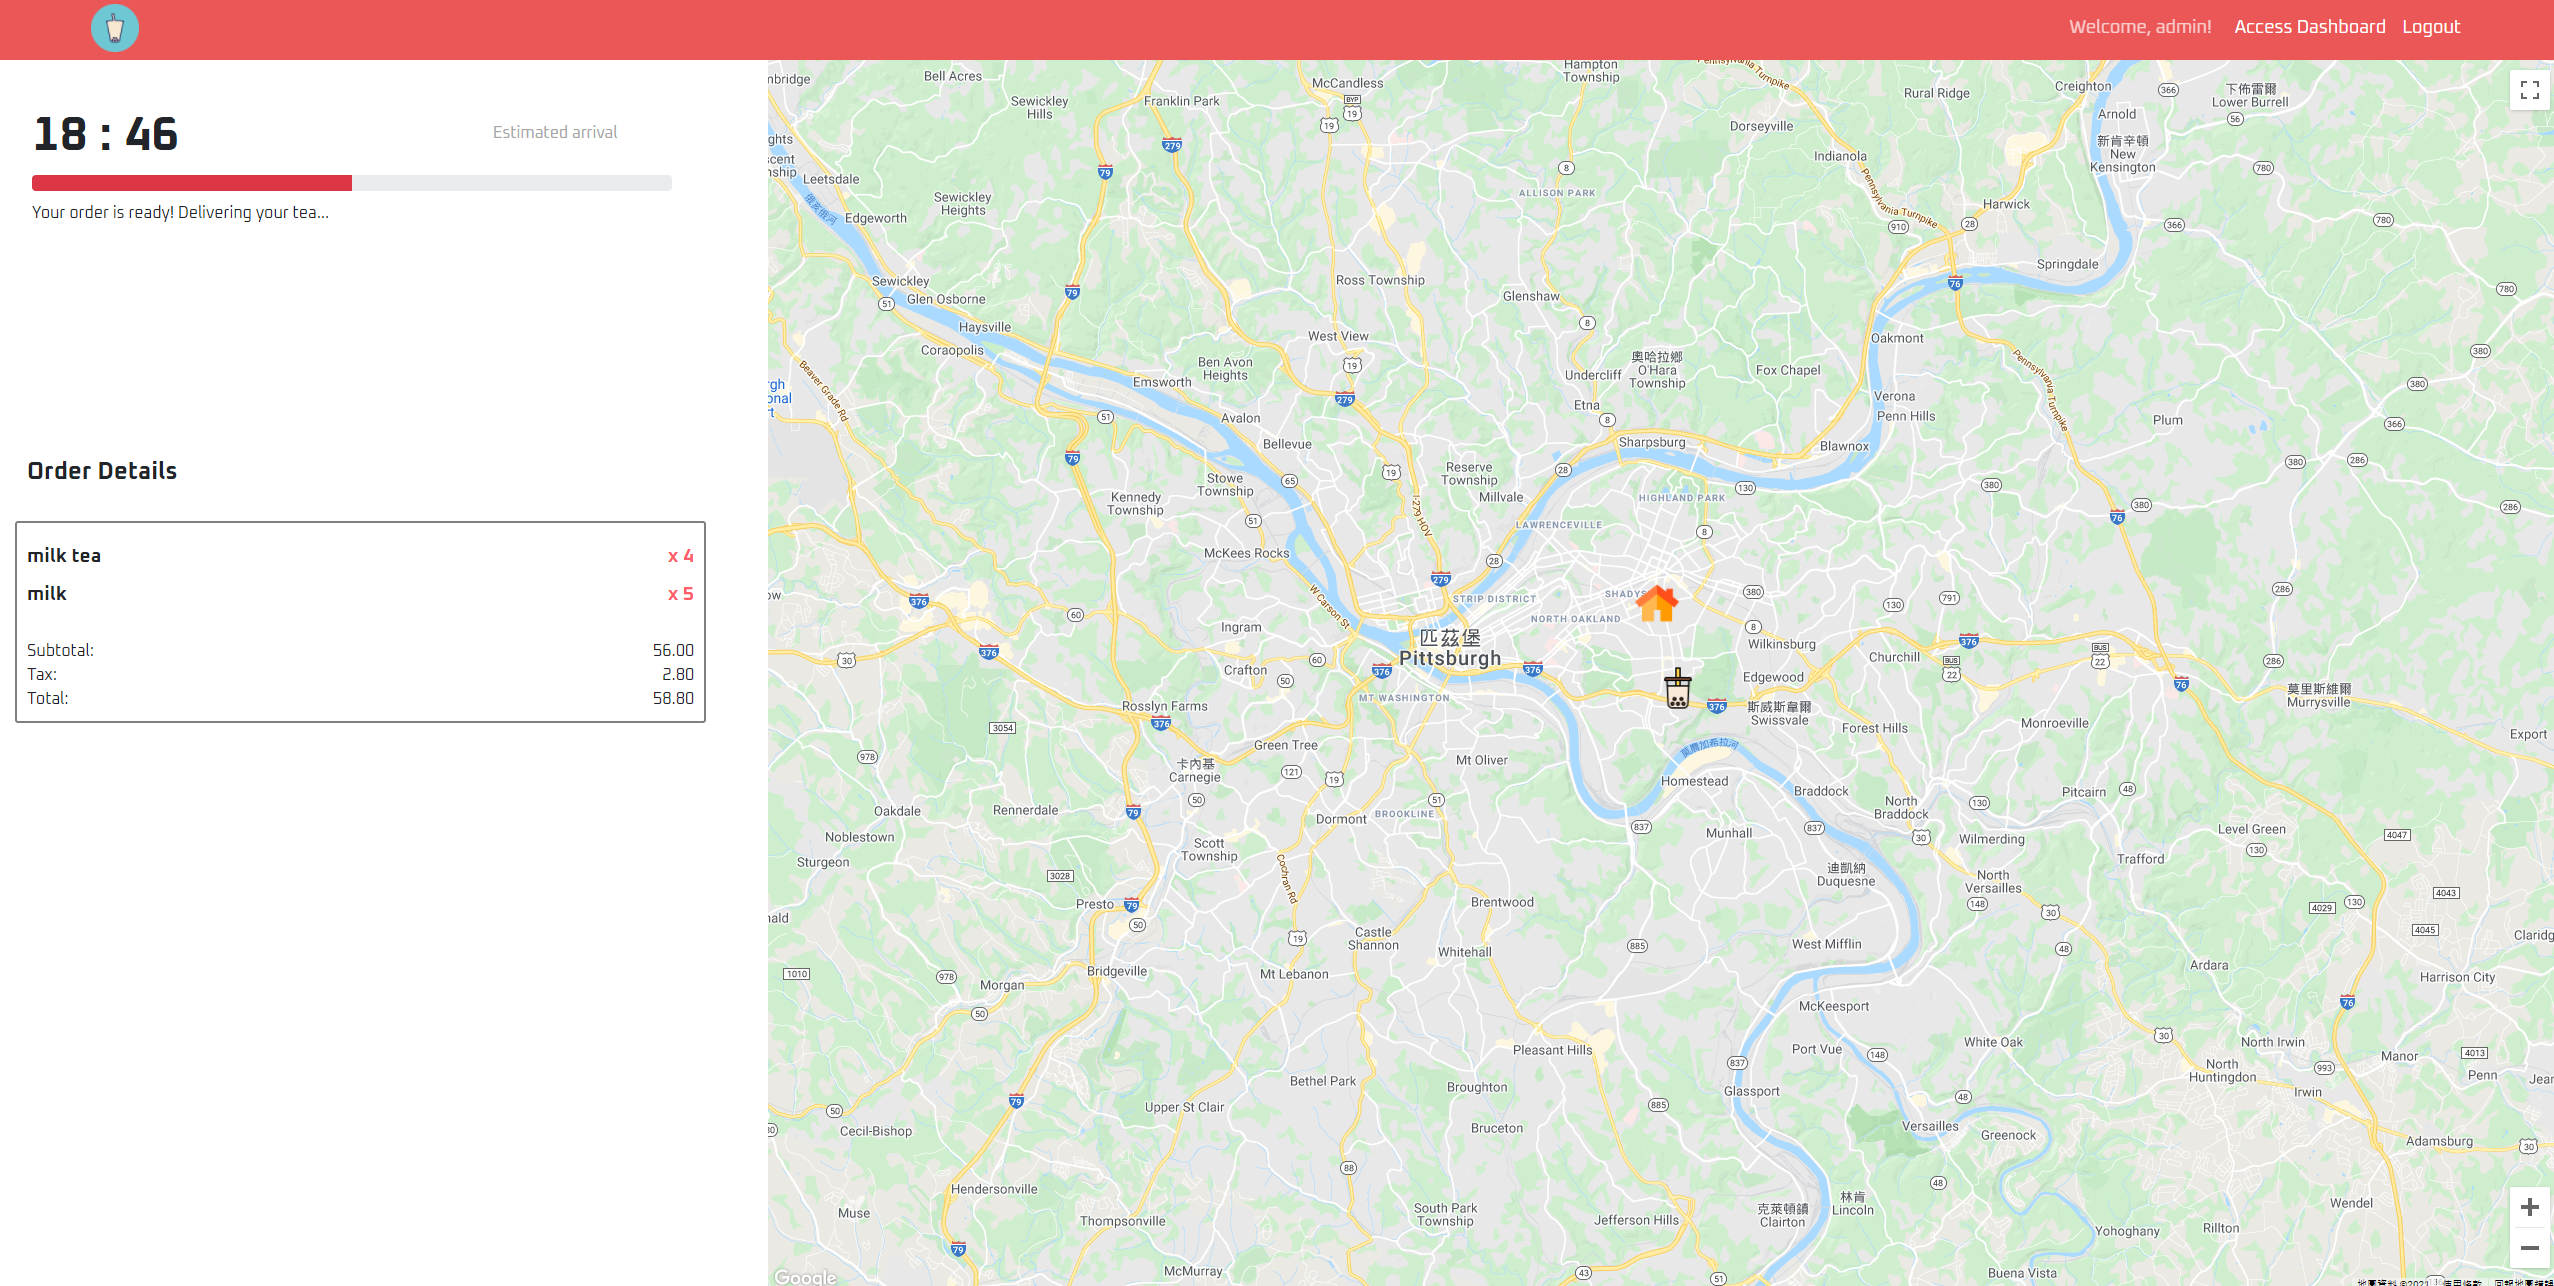 Welcome, admin!
Access Dashboard
Logout
18 : 46
Estimated arrival
Your order is ready! Delivering your tea...
Order Details
milk tea x 4
milk x 5
Subtotal: 56.00
Tax: 2.80
Total: 58.80
Bell Acres
Sewickley Hills
Franklin Park
McCandless
Hampton Township
Pennsylvania Turnpike
Rural Ridge
Creighton
下佈雷爾
Lower Burrell
Arnold
新肯辛頓
New Kensington
Dorseyville
Indianola
Leetsdale
Edgeworth
Sewickley Heights
ALLISON PARK
Pennsylvania Turnpike
Harwick
Springdale
Sewickley
Glen Osborne
Haysville
Coraopolis
Ross Township
Glenshaw
West View
Ben Avon Heights
Emsworth
Avalon
Bellevue
Undercliff
奧哈拉鄉
O'Hara Township
Fox Chapel
Oakmont
Verona
Penn Hills
Plum
Pennsylvania Turnpike
Beaver Grade Rd
Etna
Sharpsburg
Blawnox
Reserve Township
Millvale
Stowe Township
Kennedy Township
I-279 HOV
HIGHLAND PARK
LAWRENCEVILLE
McKees Rocks
W Carson St
STRIP DISTRICT
NORTH OAKLAND
Ingram
Crafton
匹茲堡
Pittsburgh
MT WASHINGTON
Wilkinsburg
Churchill
Edgewood
斯威斯韋爾
Swissvale
Forest Hills
Monroeville
莫里斯維爾
Murrysville
Export
Rosslyn Farms
Green Tree
卡內基
Carnegie
Mt Oliver
莫農加希拉河
Homestead
Braddock
North Braddock
Pitcairn
Oakdale
Rennerdale
Noblestown
Sturgeon
Dormont
BROOKLINE
Munhall
Wilmerding
Level Green
Trafford
Scott Township
Cochran Rd
迪凱納
Duquesne
North Versailles
Presto
Brentwood
Castle Shannon
Whitehall
West Mifflin
Bridgeville
Mt Lebanon
Morgan
Ardara
Harrison City
McKeesport
Pleasant Hills
Port Vue
White Oak
North Irwin
Manor
North Huntingdon
Irwin
Penn
Bethel Park
Broughton
Glassport
Upper St Clair
Cecil-Bishop
Bruceton
Versailles
Greenock
Adamsburg
Hendersonville
Muse
Thompsonville
South Park Township
Jefferson Hills
克萊頓鎮
Clairton
林肯
Lincoln
Wendel
Yohoghany
Rillton
McMurray
Buena Vista
Google